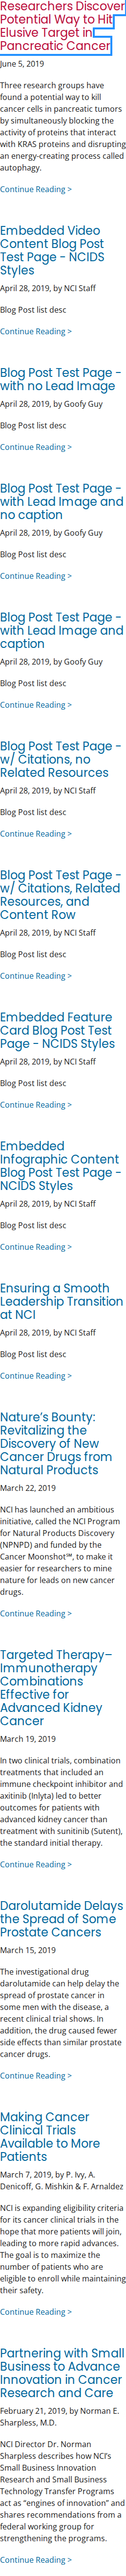 Researchers Discover
Potential Way to Hit
Elusive Target in
Pancreatic Cancer
June 5, 2019
Three research groups have
found a potential way to kill
cancer cells in pancreatic tumors
by simultaneously blocking the
activity of proteins that interact
with KRAS proteins and disrupting
an energy-creating process called
autophagy.
Continue Reading >
Embedded Video
Content Blog Post
Test Page - NCIDS
Styles
April 28, 2019, by NCI Staff
Blog Post list desc
Continue Reading >
Blog Post Test Page -
with no Lead Image
April 28, 2019, by Goofy Guy
Blog Post list desc
Continue Reading >
Blog Post Test Page -
with Lead Image and
no caption
April 28, 2019, by Goofy Guy
Blog Post list desc
Continue Reading >
Blog Post Test Page -
with Lead Image and
caption
April 28, 2019, by Goofy Guy
Blog Post list desc
Continue Reading >
Blog Post Test Page -
w/ Citations, no
Related Resources
April 28, 2019, by NCI Staff
Blog Post list desc
Continue Reading >
Blog Post Test Page -
w/ Citations, Related
Resources, and
Content Row
April 28, 2019, by NCI Staff
Blog Post list desc
Continue Reading >
Embedded Feature
Card Blog Post Test
Page - NCIDS Styles
April 28, 2019, by NCI Staff
Blog Post list desc
Continue Reading >
Embedded
Infographic Content
Blog Post Test Page -
NCIDS Styles
April 28, 2019, by NCI Staff
Blog Post list desc
Continue Reading >
Ensuring a Smooth
Leadership Transition
at NCI
April 28, 2019, by NCI Staff
Blog Post list desc
Continue Reading >
Nature’s Bounty:
Revitalizing the
Discovery of New
Cancer Drugs from
Natural Products
March 22, 2019
NCI has launched an ambitious
initiative, called the NCI Program
for Natural Products Discovery
(NPNPD) and funded by the
Cancer Moonshot℠, to make it
easier for researchers to mine
nature for leads on new cancer
drugs.
Continue Reading >
Targeted Therapy–
Immunotherapy
Combinations
Effective for
Advanced Kidney
Cancer
March 19, 2019
In two clinical trials, combination
treatments that included an
immune checkpoint inhibitor and
axitinib (Inlyta) led to better
outcomes for patients with
advanced kidney cancer than
treatment with sunitinib (Sutent),
the standard initial therapy.
Continue Reading >
Darolutamide Delays
the Spread of Some
Prostate Cancers
March 15, 2019
The investigational drug
darolutamide can help delay the
spread of prostate cancer in
some men with the disease, a
recent clinical trial shows. In
addition, the drug caused fewer
side effects than similar prostate
cancer drugs.
Continue Reading >
Making Cancer
Clinical Trials
Available to More
Patients
March 7, 2019, by P. Ivy, A.
Denicoff, G. Mishkin & F. Arnaldez
NCI is expanding eligibility criteria
for its cancer clinical trials in the
hope that more patients will join,
leading to more rapid advances.
The goal is to maximize the
number of patients who are
eligible to enroll while maintaining
their safety.
Continue Reading >
Partnering with Small
Business to Advance
Innovation in Cancer
Research and Care
February 21, 2019, by Norman E.
Sharpless, M.D.
NCI Director Dr. Norman
Sharpless describes how NCI’s
Small Business Innovation
Research and Small Business
Technology Transfer Programs
act as “engines of innovation” and
shares recommendations from a
federal working group for
strengthening the programs.
Continue Reading >